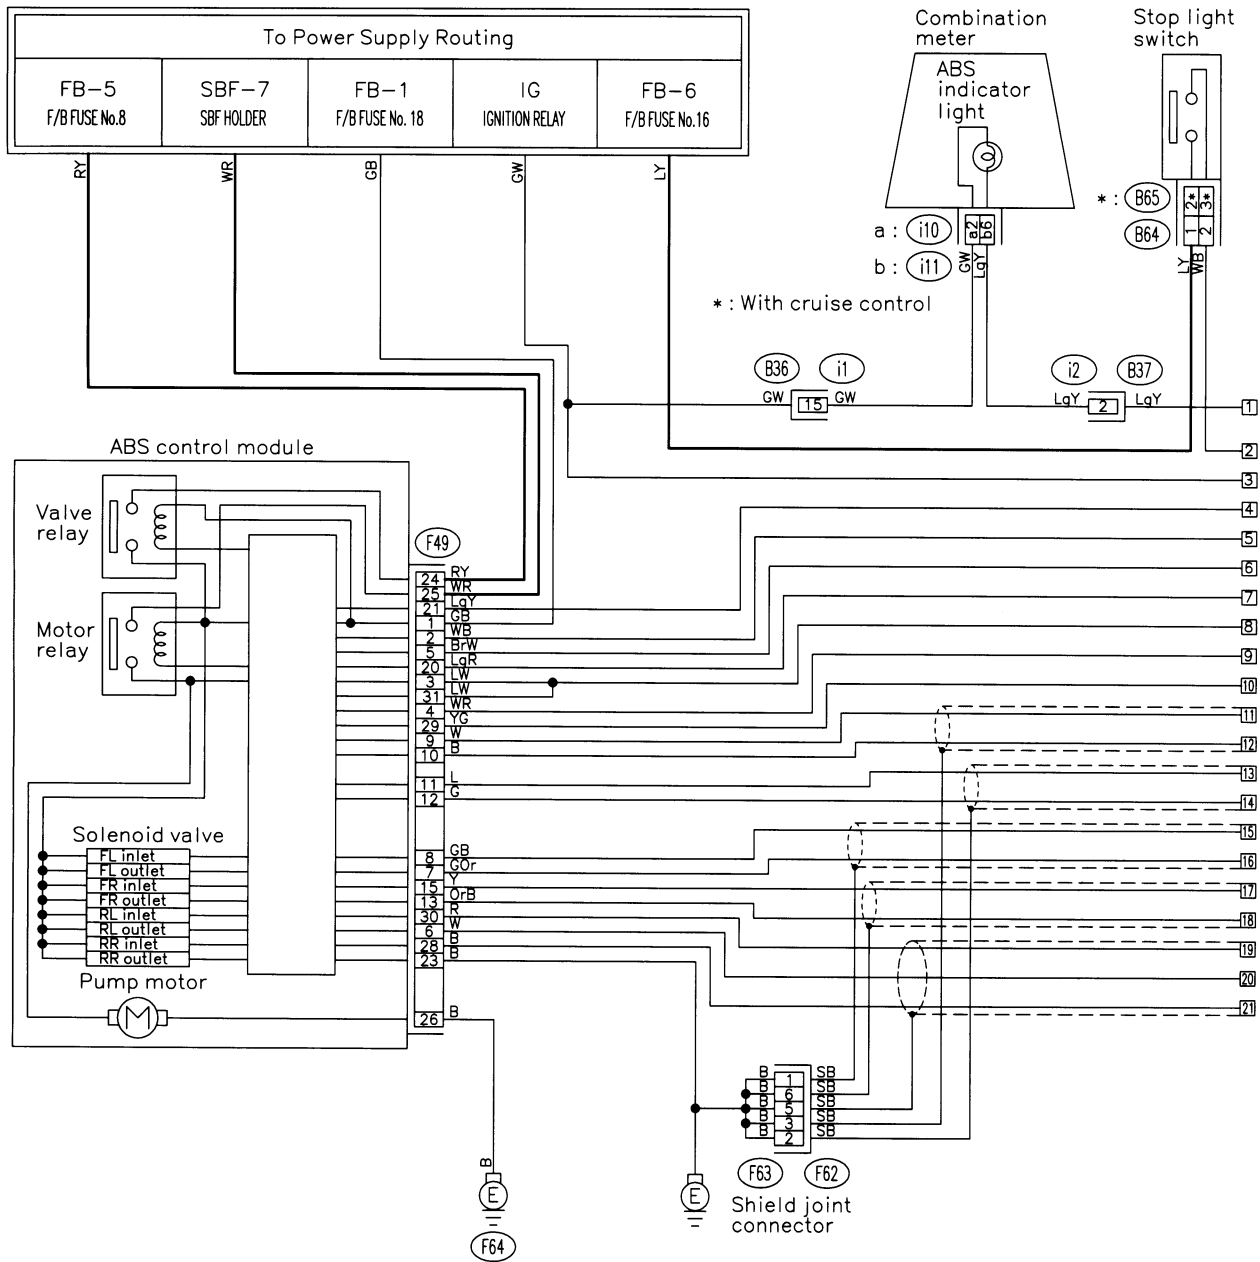 To Power Supply Routing
FB-5 SBF-7 FB-1 IG FB-6
F/B FUSE No.8 SBF HOLDER F/B FUSE No. 18 IGNITION RELAY F/B FUSE No.16
RY WR GB GW LY
Combination
meter
ABS
indicator
light
Stop light
switch
a : i10
b : i11
a2 b6
GW LgY
* : B65
B64
2* 3*
1 2
LY WB
* : With cruise control
B36 i1
GW 15 GW
i2 B37
LgY 2 LgY
1
2
3
4
5
6
7
8
9
10
11
12
13
14
15
16
17
18
19
20
21
ABS control module
Valve
relay
Motor
relay
F49
24 RY
25 WR
21 LgY
1 GB
2 WB
5 BrW
20 LgR
3 LW
31 LW
4 WR
29 YG
9 W
10 B
11 L
12 G
8 GB
7 GOr
15 Y
13 OrB
30 R
6 W
28 B
23 B
26 B
Solenoid valve
FL inlet
FL outlet
FR inlet
FR outlet
RL inlet
RL outlet
RR inlet
RR outlet
Pump motor
M
B
E
F64
E
B 1 SB
B 6 SB
B 5 SB
B 3 SB
B 2 SB
F63 F62
Shield joint
connector